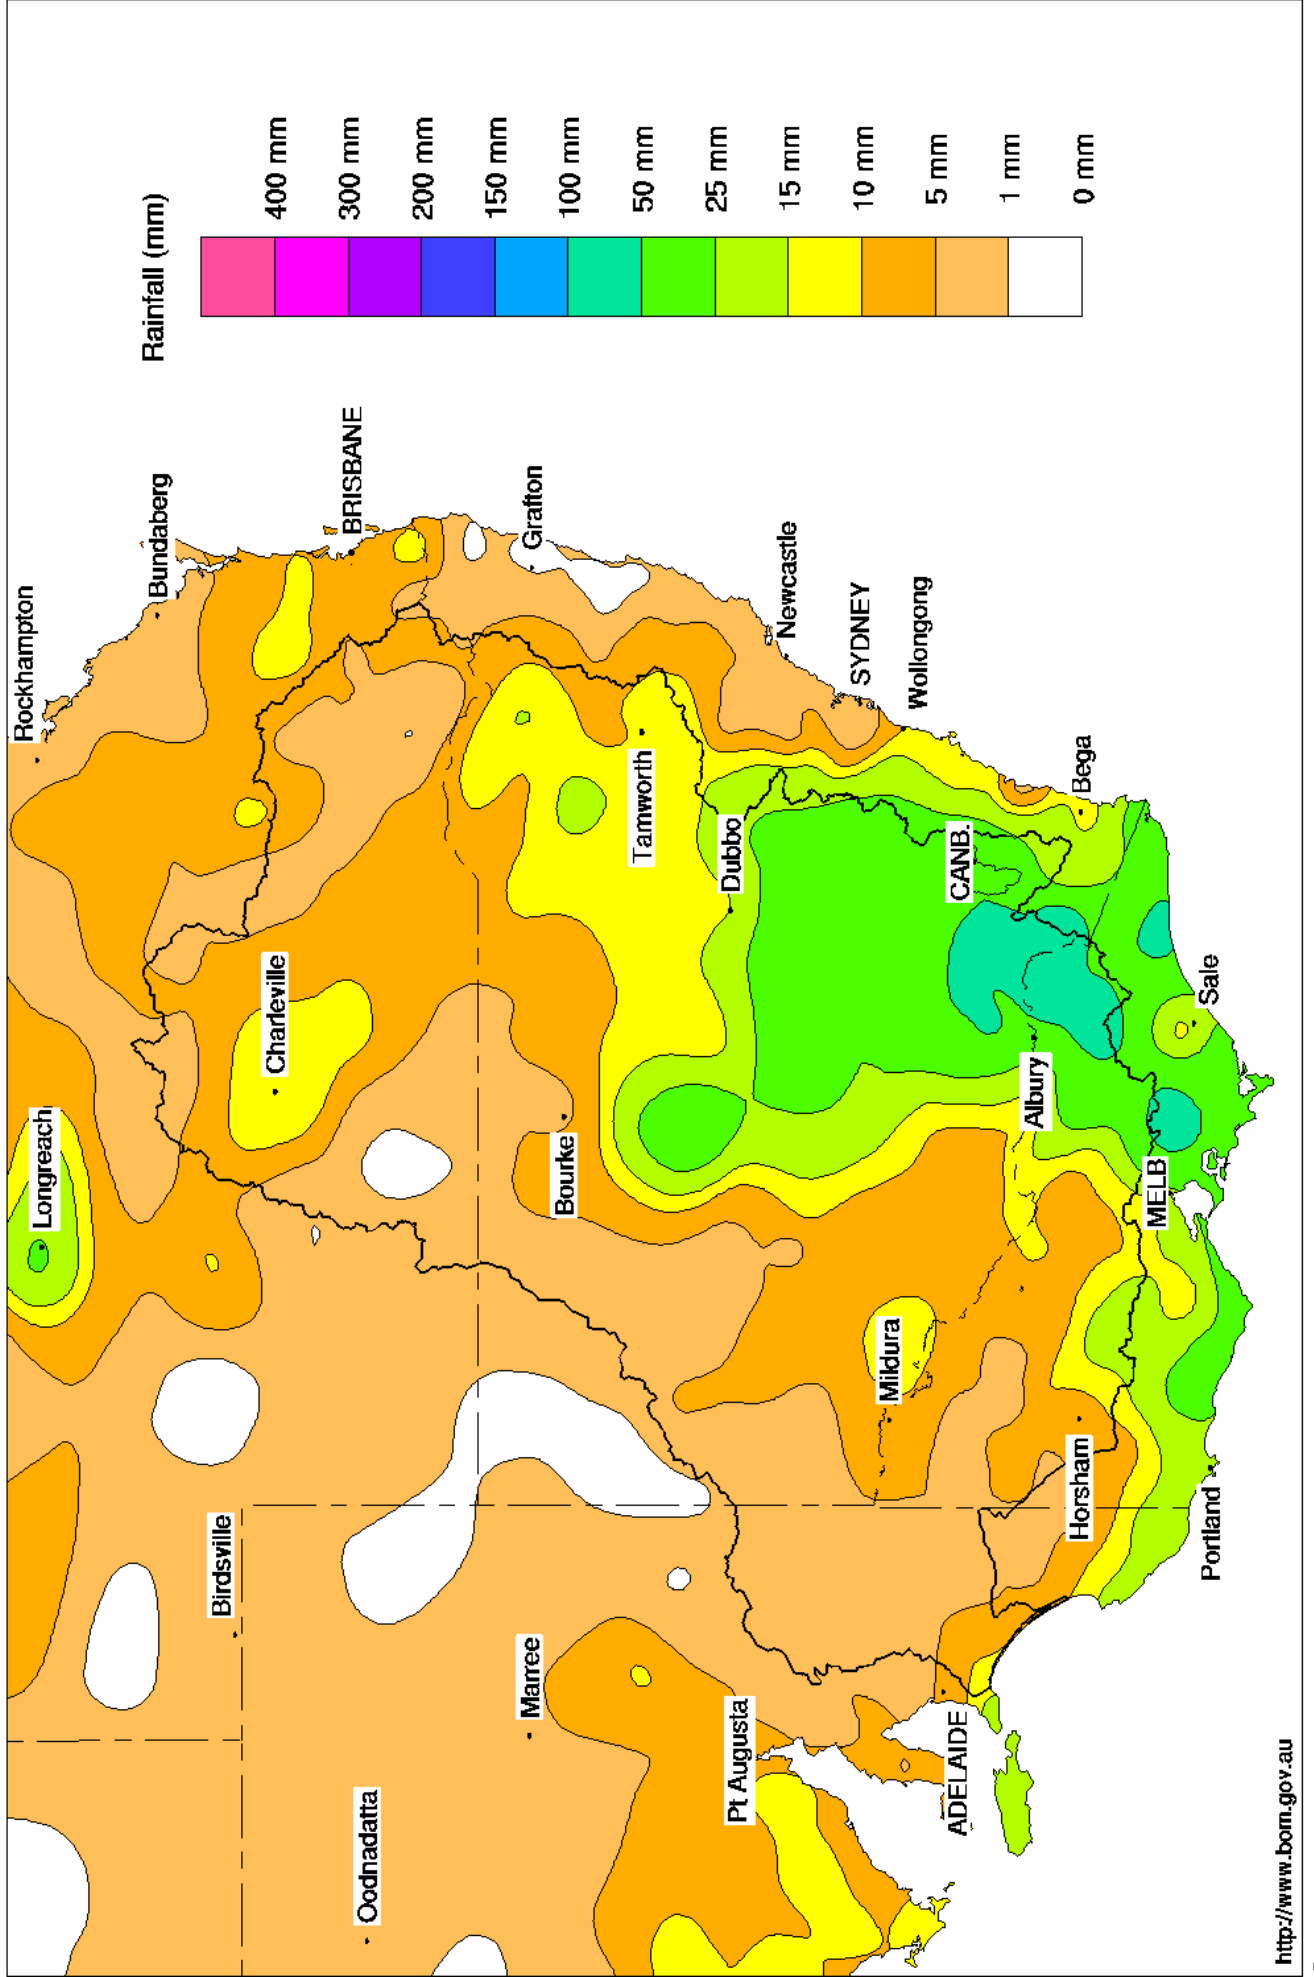 Rainfall (mm)
400 mm
300 mm
200 mm
150 mm
100 mm
50 mm
25 mm
15 mm
10 mm
5 mm
1 mm
0 mm
Rockhampton
Bundaberg
BRISBANE
Grafton
Newcastle
SYDNEY
Wollongong
Bega
Tamworth
Dubbo
CANB.
Longreach
Charleville
Bourke
Albury
Sale
MELB
Mildura
Horsham
Portland
Birdsville
Marree
Pt Augusta
ADELAIDE
Oodnadatta
http://www.bom.gov.au